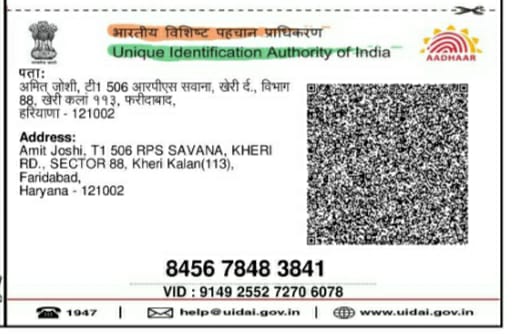 भारतीय विशिष्ट पहचान प्राधिकरण
Unique Identification Authority of India
AADHAAR
पता:
अमित जोशी, टी1 506 आरपीएस सवाना, खेरी र्द., विभाग
88, खेरी कलां ११३, फरीदाबाद,
हरियाणा - 121002
Address:
Amit Joshi, T1 506 RPS SAVANA, KHERI
RD., SECTOR 88, Kheri Kalan(113),
Faridabad,
Haryana - 121002
8456 7848 3841
VID : 9149 2552 7270 6078
1947 | help@uidai.gov.in | www.uidai.gov.in